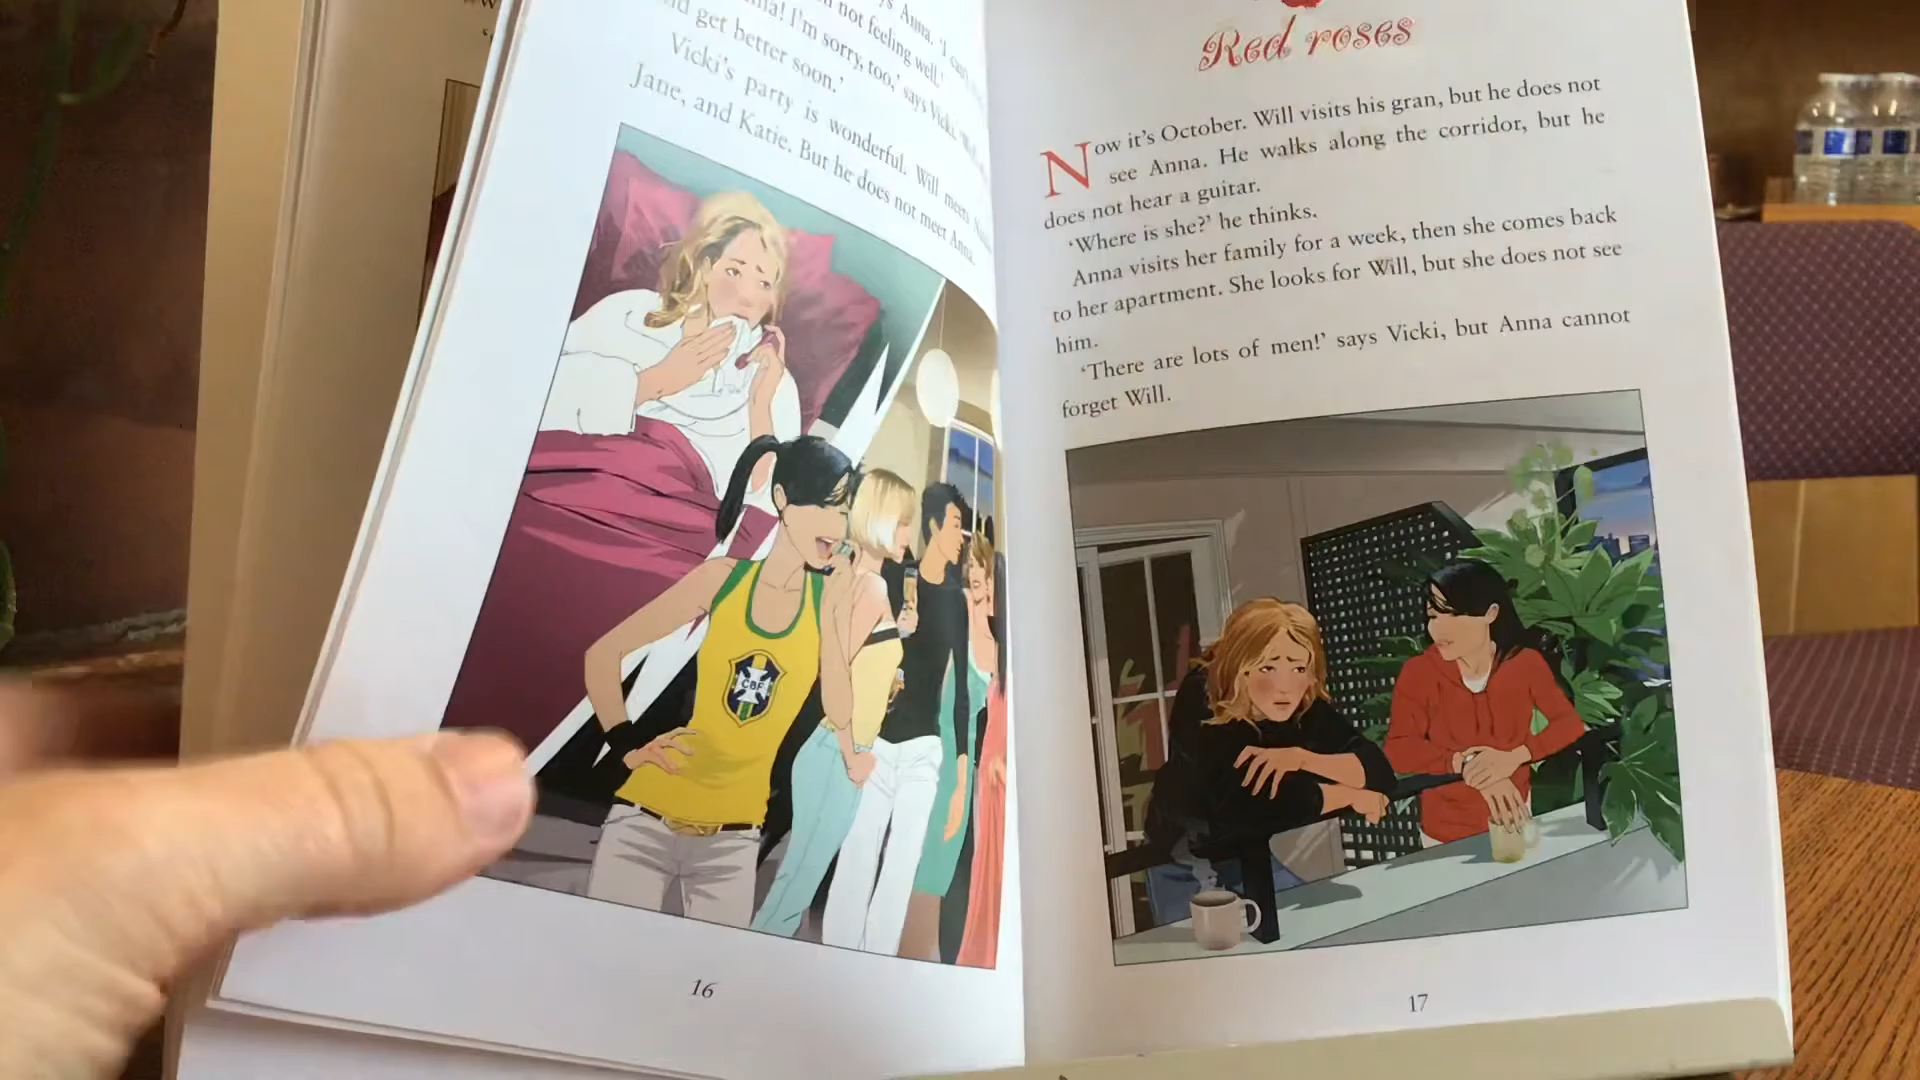 s Anna. 'I can't
not feeling well.'
I'm sorry, too,' says Vicki.
get better soon.'
Vicki's party is wonderful. Will meets
Jane, and Katie. But he does not meet Anna.
CBF
16
Red roses
Now it's October. Will visits his gran, but he does not
see Anna. He walks along the corridor, but he
does not hear a guitar.
'Where is she?' he thinks.
Anna visits her family for a week, then she comes back
to her apartment. She looks for Will, but she does not see
him.
'There are lots of men!' says Vicki, but Anna cannot
forget Will.
17